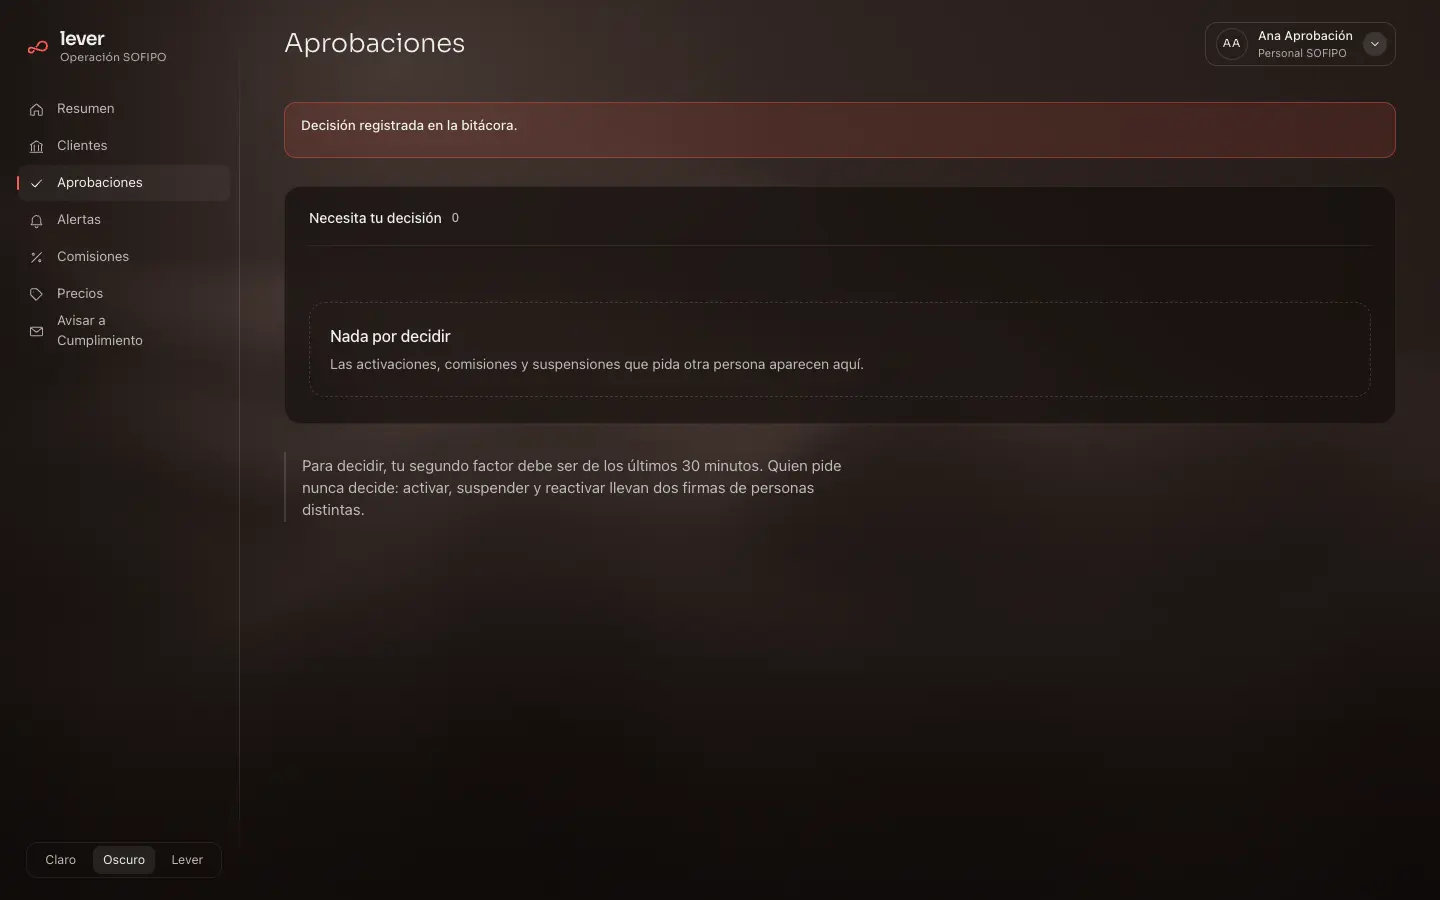 lever
Operación SOFIPO
Resumen
Clientes
Aprobaciones
Alertas
Comisiones
Precios
Avisar a
Cumplimiento
Claro
Oscuro
Lever
Aprobaciones
AA
Ana Aprobación
Personal SOFIPO
Decisión registrada en la bitácora.
Necesita tu decisión 0
Nada por decidir
Las activaciones, comisiones y suspensiones que pida otra persona aparecen aquí.
Para decidir, tu segundo factor debe ser de los últimos 30 minutos. Quien pide
nunca decide: activar, suspender y reactivar llevan dos firmas de personas
distintas.